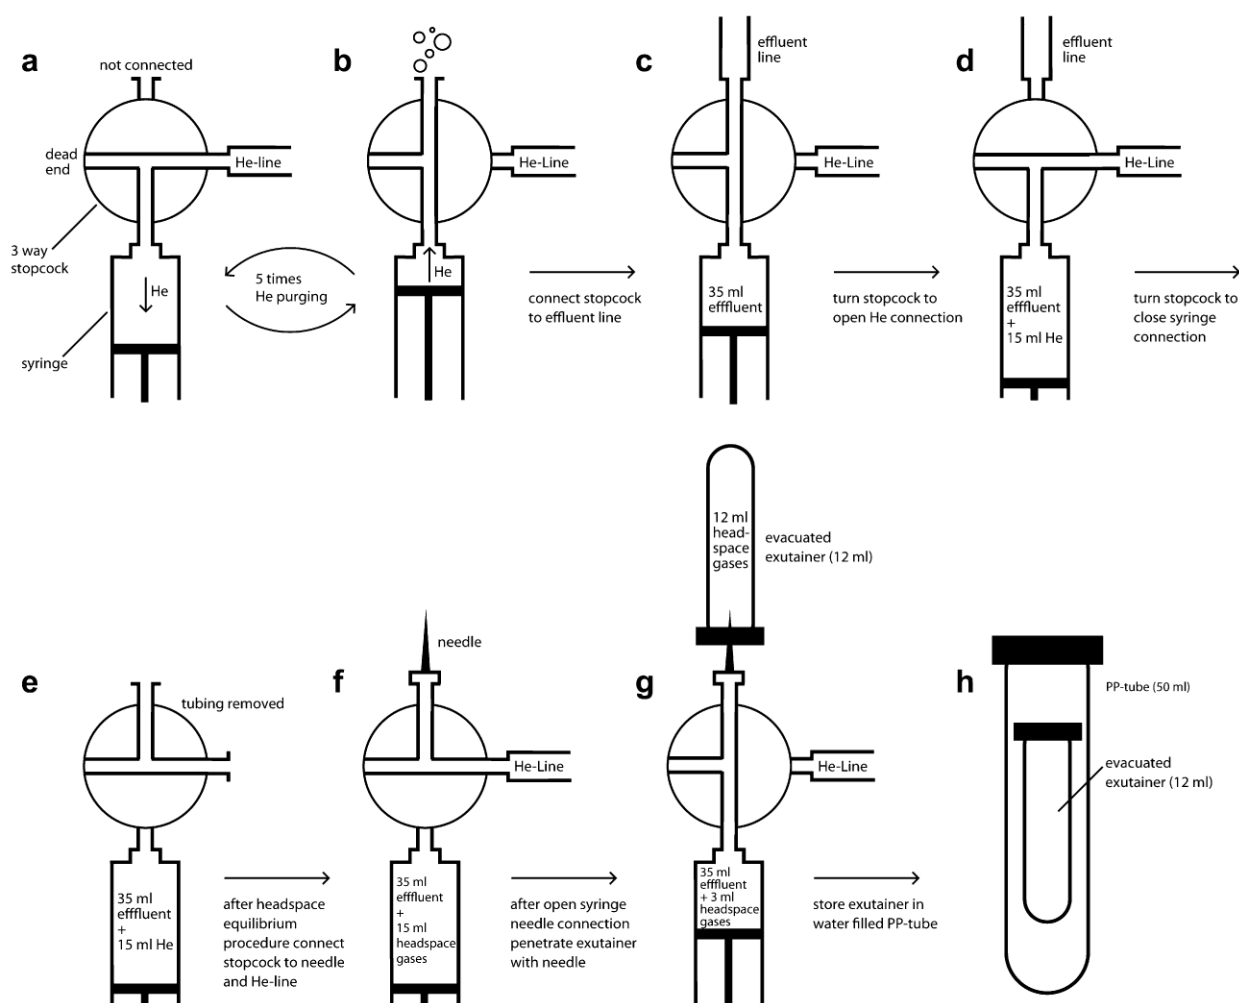 a
not connected
dead
end
He-line
3 way
stopcock
He
syringe
5 times
He purging
b
He-Line
He
connect stopcock
to effluent line
c
effluent
line
He-Line
35 ml
efffluent
turn stopcock to
open He connection
d
effluent
line
He-Line
35 ml
efffluent
+
15 ml He
turn stopcock to
close syringe
connection
e
tubing removed
35 ml
efffluent
+
15 ml He
after headspace
equilibrium
procedure connect
stopcock to needle
and He-line
f
needle
He-Line
35 ml
efffluent
+
15 ml
headspace
gases
after open syringe
needle connection
penetrate exutainer
with needle
g
12 ml
head-
space
gases
evacuated
exutainer (12 ml)
He-Line
35 ml
efffluent
+ 3 ml
headspace
gases
store exutainer in
water filled PP-tube
h
PP-tube (50 ml)
evacuated
exutainer (12 ml)